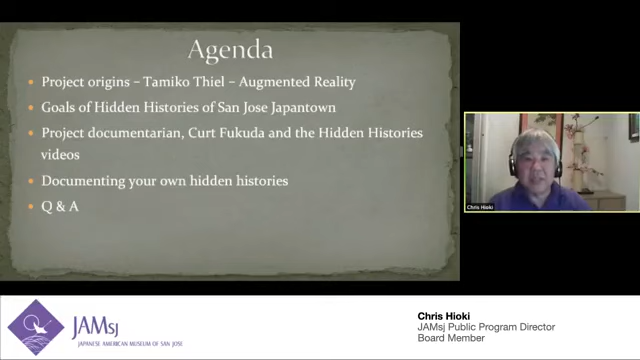 Agenda
Project origins – Tamiko Thiel – Augmented Reality
Goals of Hidden Histories of San Jose Japantown
Project documentarian, Curt Fukuda and the Hidden Histories
videos
Documenting your own hidden histories
Q & A
Chris Hioki
JAMsj
JAPANESE AMERICAN MUSEUM OF SAN JOSE
Chris Hioki
JAMsj Public Program Director
Board Member